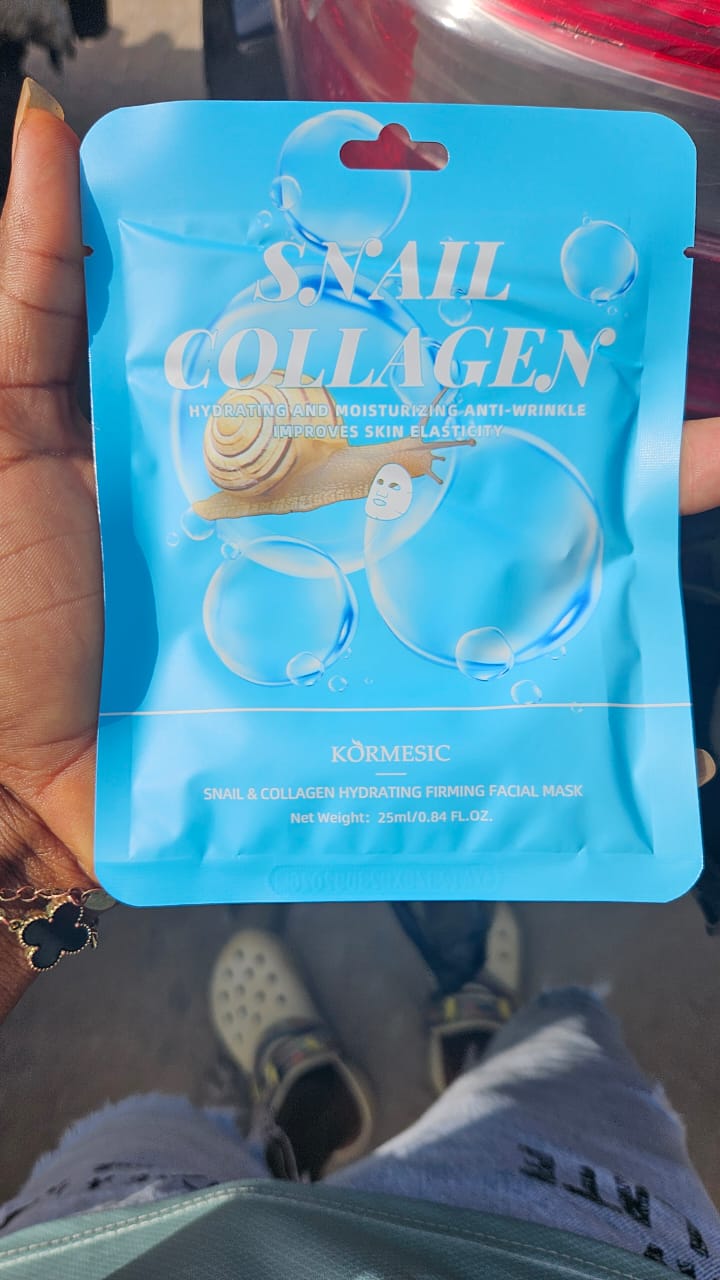 SNAIL
COLLAGEN
HYDRATING AND MOISTURIZING ANTI-WRINKLE
IMPROVES SKIN ELASTICITY
KORMESIC
SNAIL & COLLAGEN HYDRATING FIRMING FACIAL MASK
Net Weight: 25ml/0.84 FL.OZ.